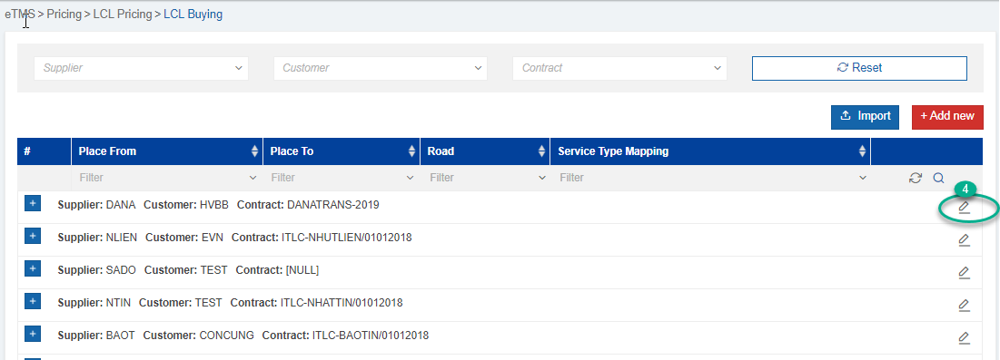 eTMS > Pricing > LCL Pricing > LCL Buying
Supplier Customer Contract Reset
Import + Add new
# Place From Place To Road Service Type Mapping
Filter Filter Filter Filter
4
+ Supplier: DANA Customer: HVBB Contract: DANATRANS-2019
+ Supplier: NLIEN Customer: EVN Contract: ITLC-NHUTLIEN/01012018
+ Supplier: SADO Customer: TEST Contract: [NULL]
+ Supplier: NTIN Customer: TEST Contract: ITLC-NHATTIN/01012018
+ Supplier: BAOT Customer: CONCUNG Contract: ITLC-BAOTIN/01012018